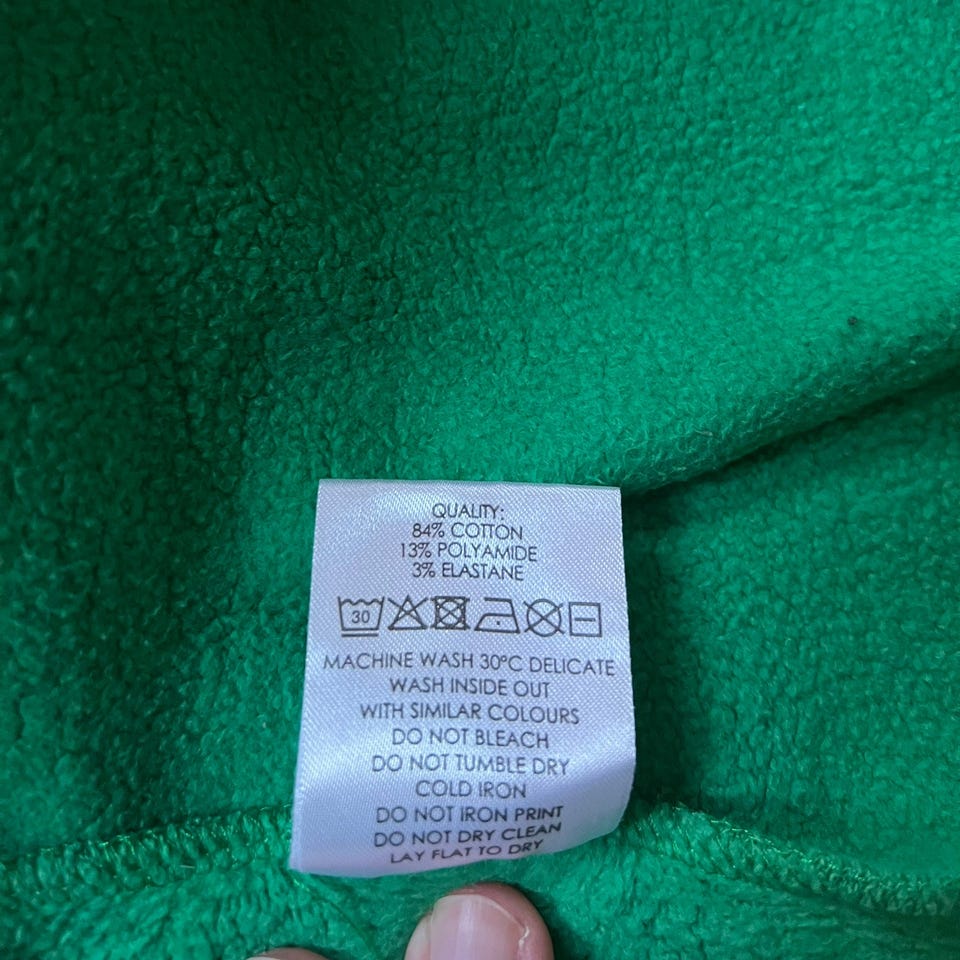 QUALITY:
84% COTTON
13% POLYAMIDE
3% ELASTANE
30
MACHINE WASH 30°C DELICATE
WASH INSIDE OUT
WITH SIMILAR COLOURS
DO NOT BLEACH
DO NOT TUMBLE DRY
COLD IRON
DO NOT IRON PRINT
DO NOT DRY CLEAN
LAY FLAT TO DRY